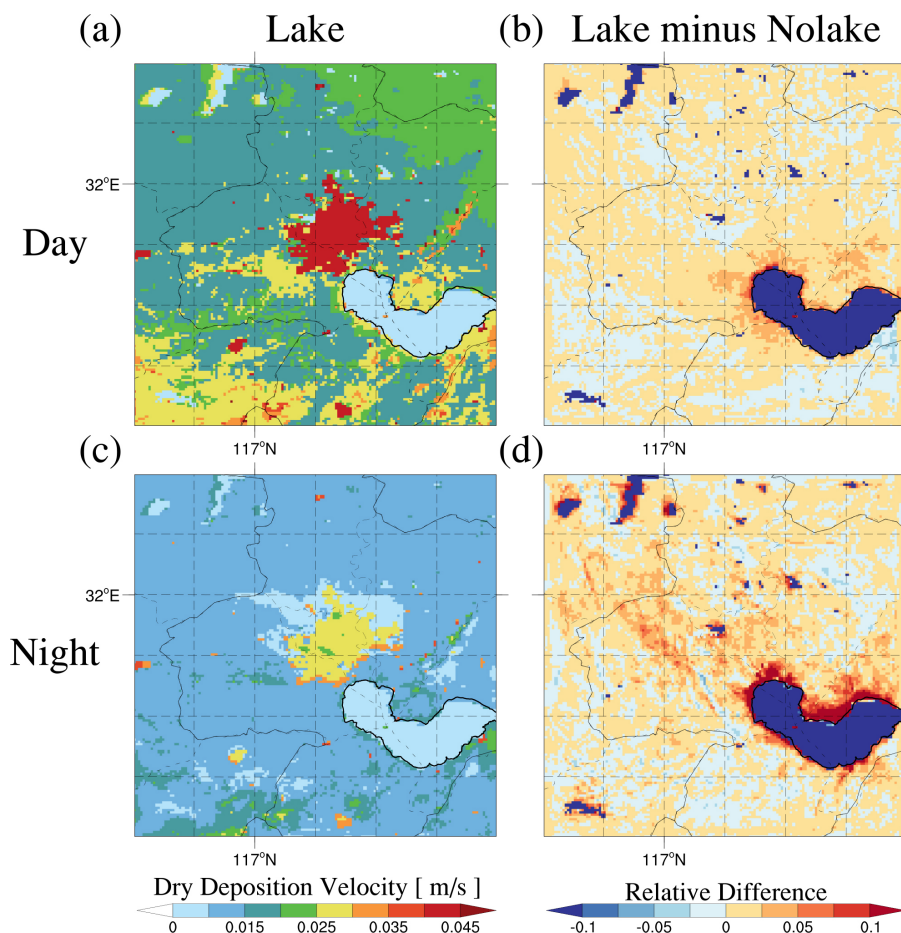 (a) Lake
(b) Lake minus Nolake
Day
32°E
117°N
117°N
(c)
(d)
Night
32°E
117°N
117°N
Dry Deposition Velocity [ m/s ]
0 0.015 0.025 0.035 0.045
Relative Difference
-0.1 -0.05 0 0.05 0.1